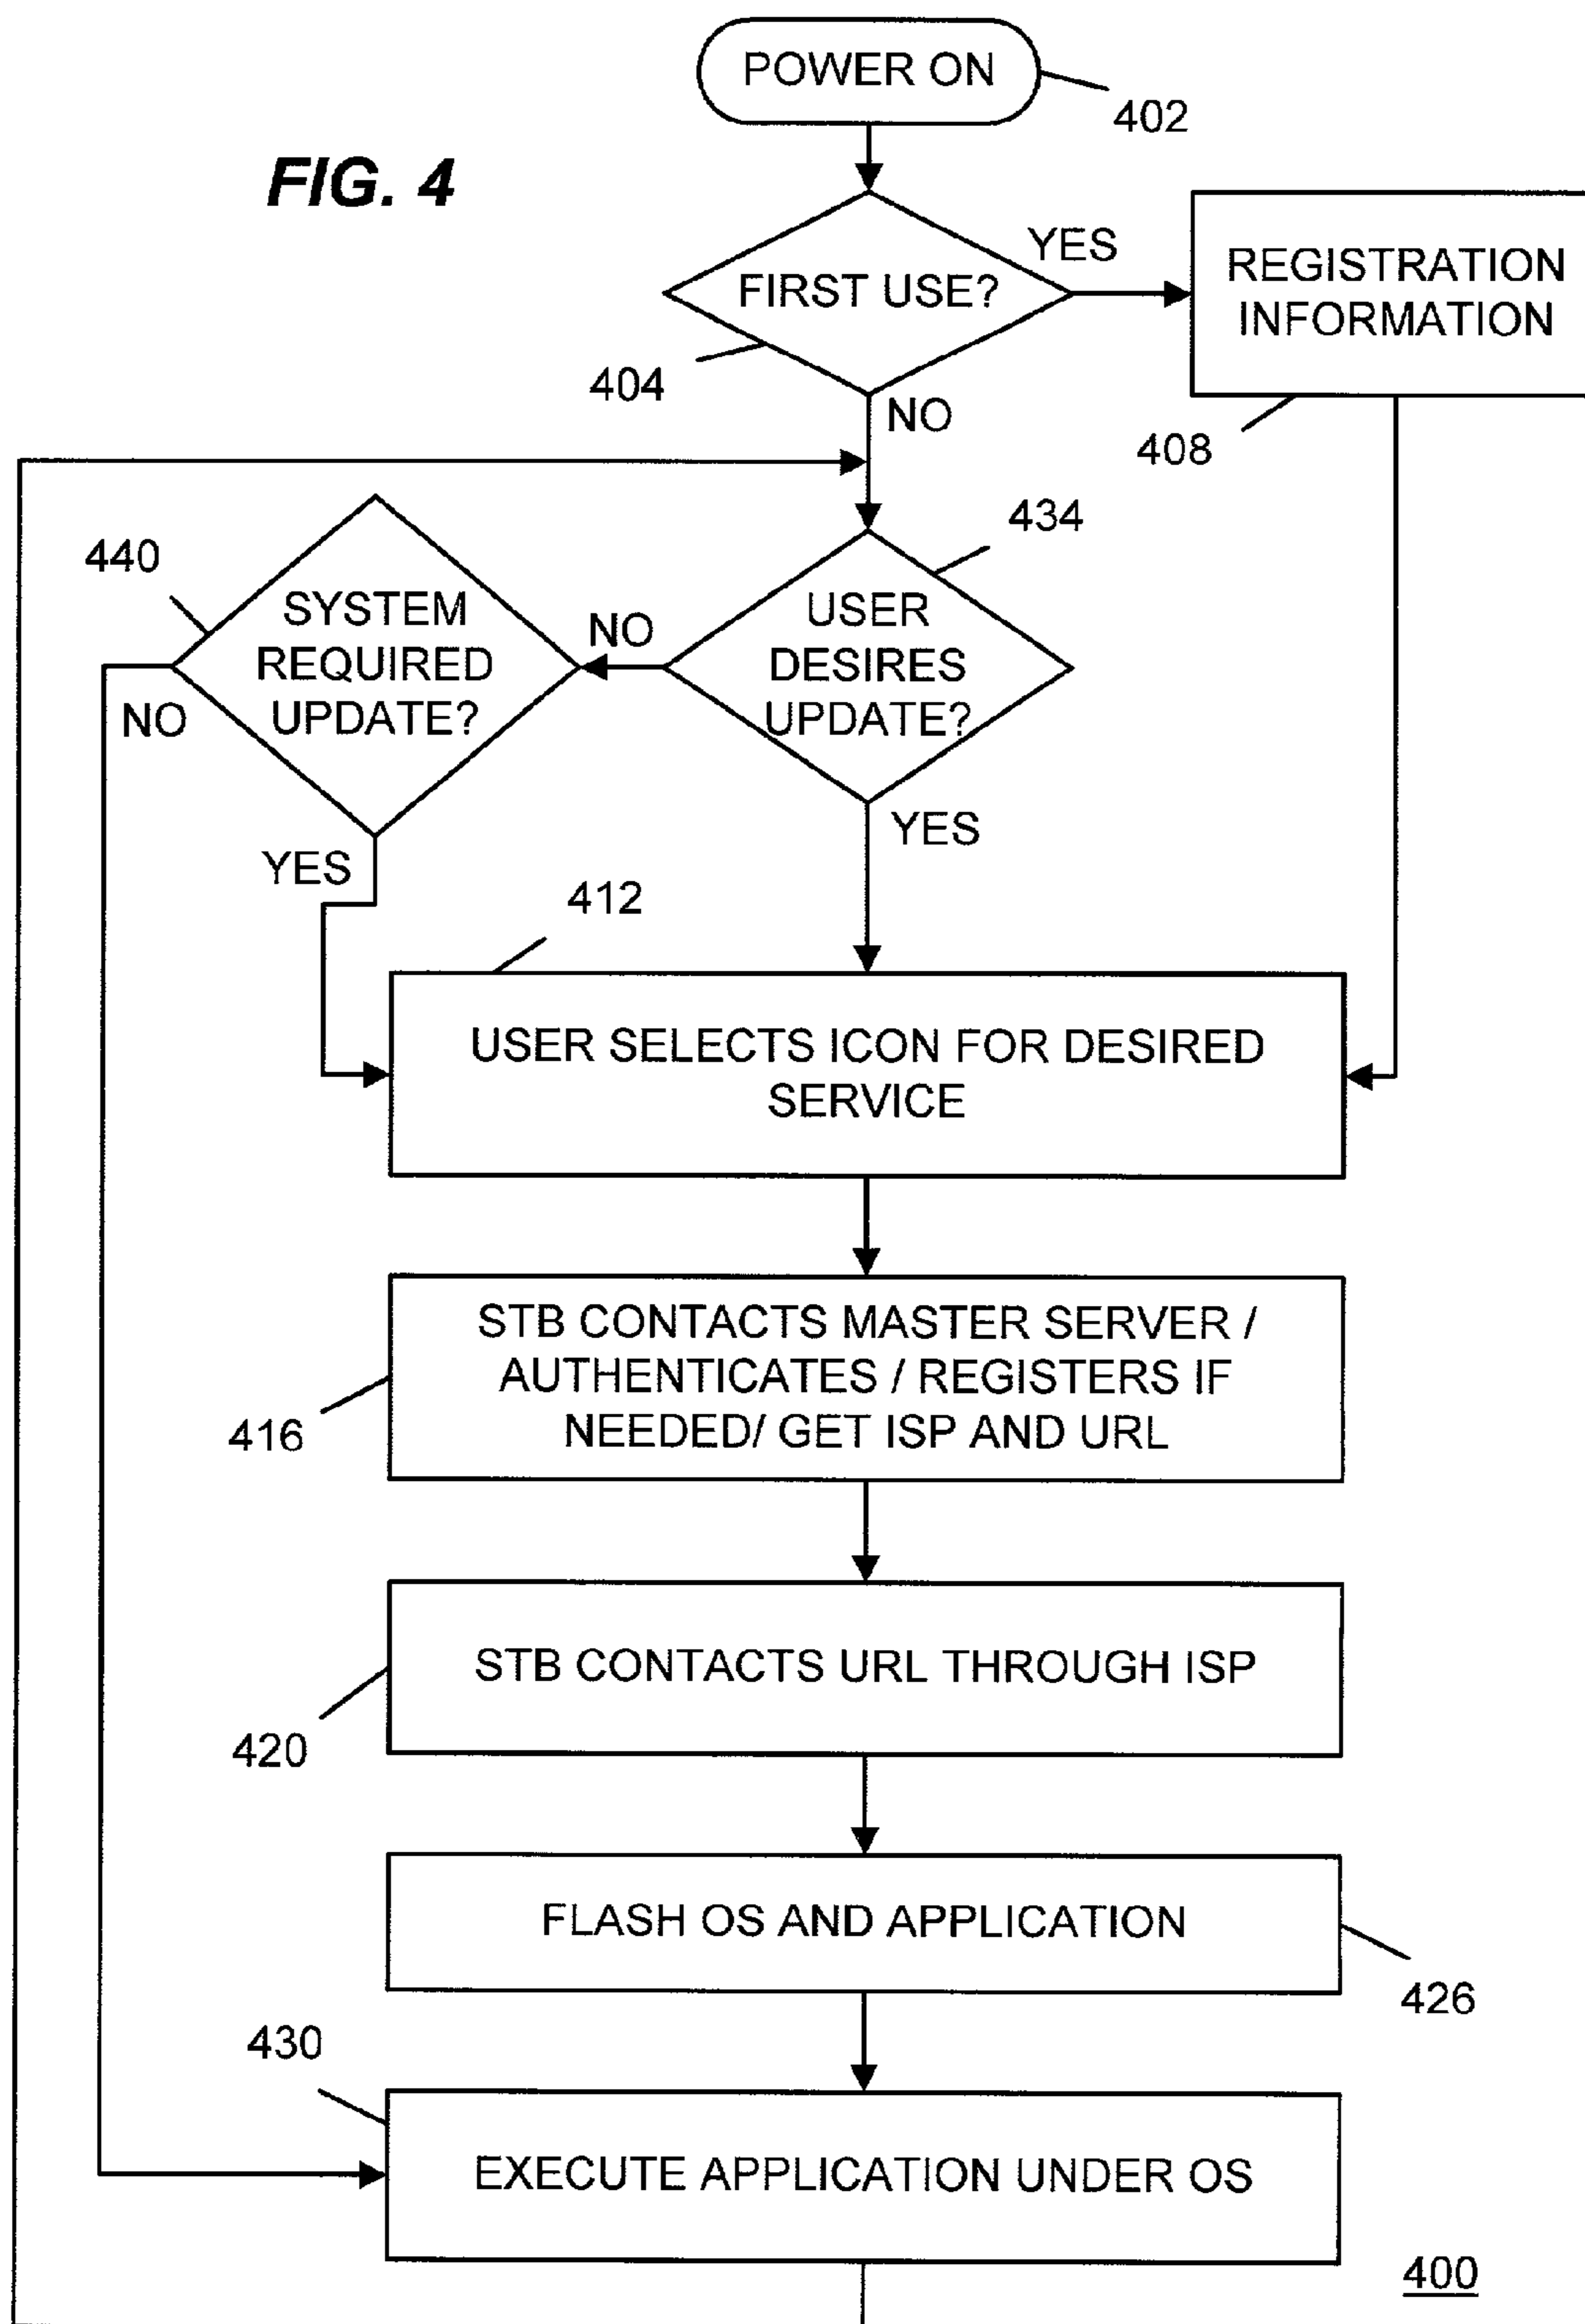 POWER ON
402
FIG. 4
YES
REGISTRATION
INFORMATION
FIRST USE?
404
NO
408
434
440
SYSTEM
REQUIRED
UPDATE?
NO
USER
DESIRES
UPDATE?
NO
YES
YES
412
USER SELECTS ICON FOR DESIRED
SERVICE
STB CONTACTS MASTER SERVER /
AUTHENTICATES / REGISTERS IF
NEEDED/ GET ISP AND URL
416
STB CONTACTS URL THROUGH ISP
420
FLASH OS AND APPLICATION
426
430
EXECUTE APPLICATION UNDER OS
400